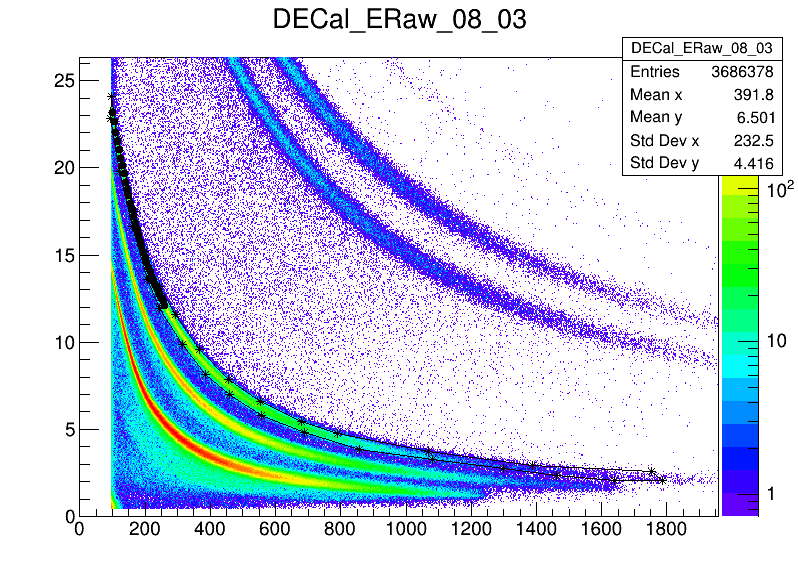 DECal_ERaw_08_03
DECal_ERaw_08_03
Entries 3686378
Mean x 391.8
Mean y 6.501
Std Dev x 232.5
Std Dev y 4.416
25
20
15
10
5
0
0 200 400 600 800 1000 1200 1400 1600 1800
10²
10
1